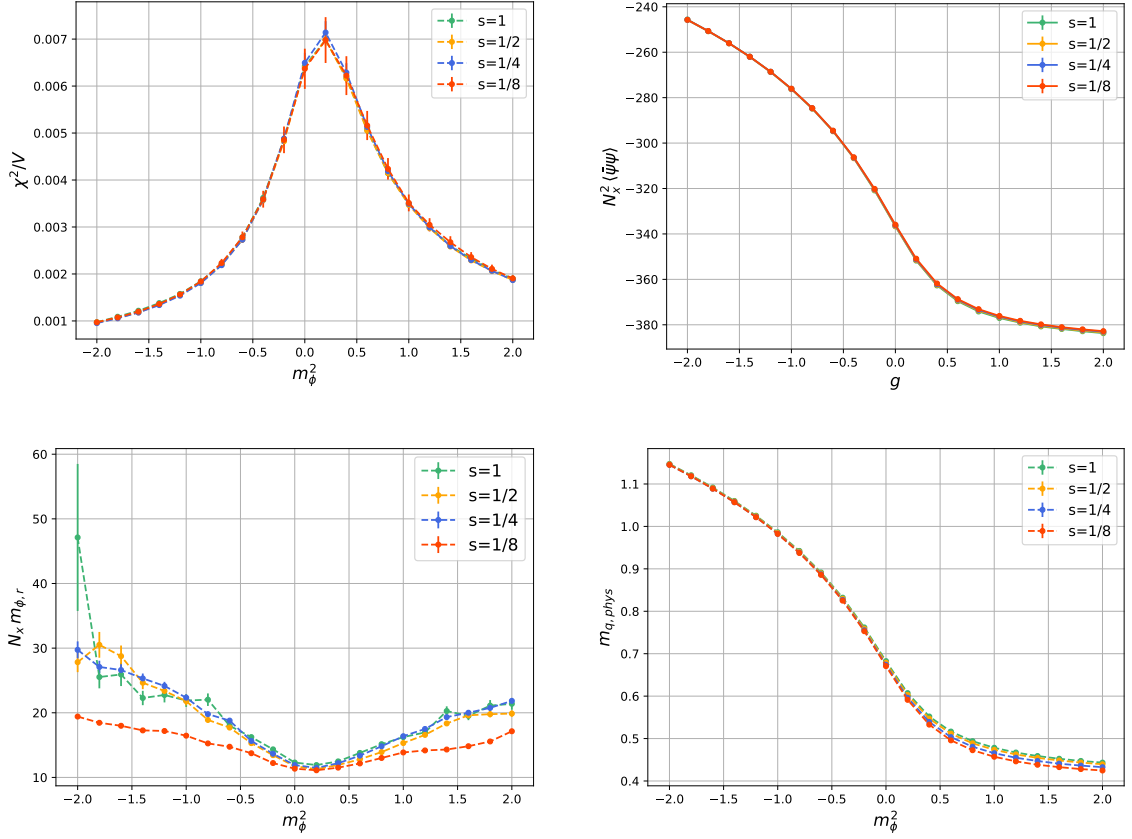 χ²/V
0.007
0.006
0.005
0.004
0.003
0.002
0.001
−2.0 −1.5 −1.0 −0.5 0.0 0.5 1.0 1.5 2.0
m²_ϕ
s=1
s=1/2
s=1/4
s=1/8
N²ₓ⟨ψ̄ψ⟩
−240
−260
−280
−300
−320
−340
−360
−380
−2.0 −1.5 −1.0 −0.5 0.0 0.5 1.0 1.5 2.0
g
s=1
s=1/2
s=1/4
s=1/8
Nₓ m_ϕ,r
60
50
40
30
20
10
−2.0 −1.5 −1.0 −0.5 0.0 0.5 1.0 1.5 2.0
m²_ϕ
s=1
s=1/2
s=1/4
s=1/8
m_q,phys
1.1
1.0
0.9
0.8
0.7
0.6
0.5
0.4
−2.0 −1.5 −1.0 −0.5 0.0 0.5 1.0 1.5 2.0
m²_ϕ
s=1
s=1/2
s=1/4
s=1/8